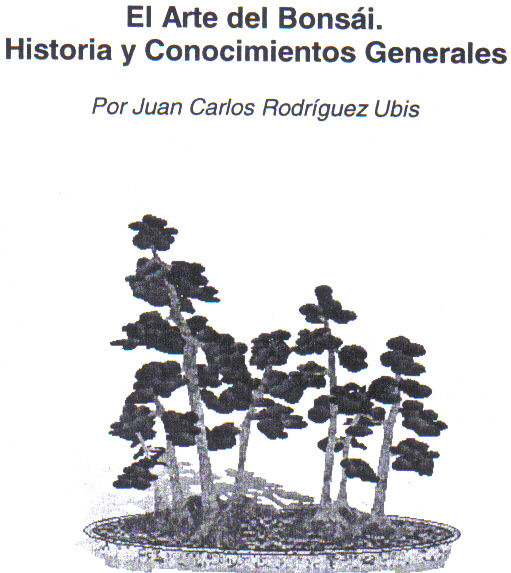 El Arte del Bonsái.
Historia y Conocimientos Generales
Por Juan Carlos Rodríguez Ubis